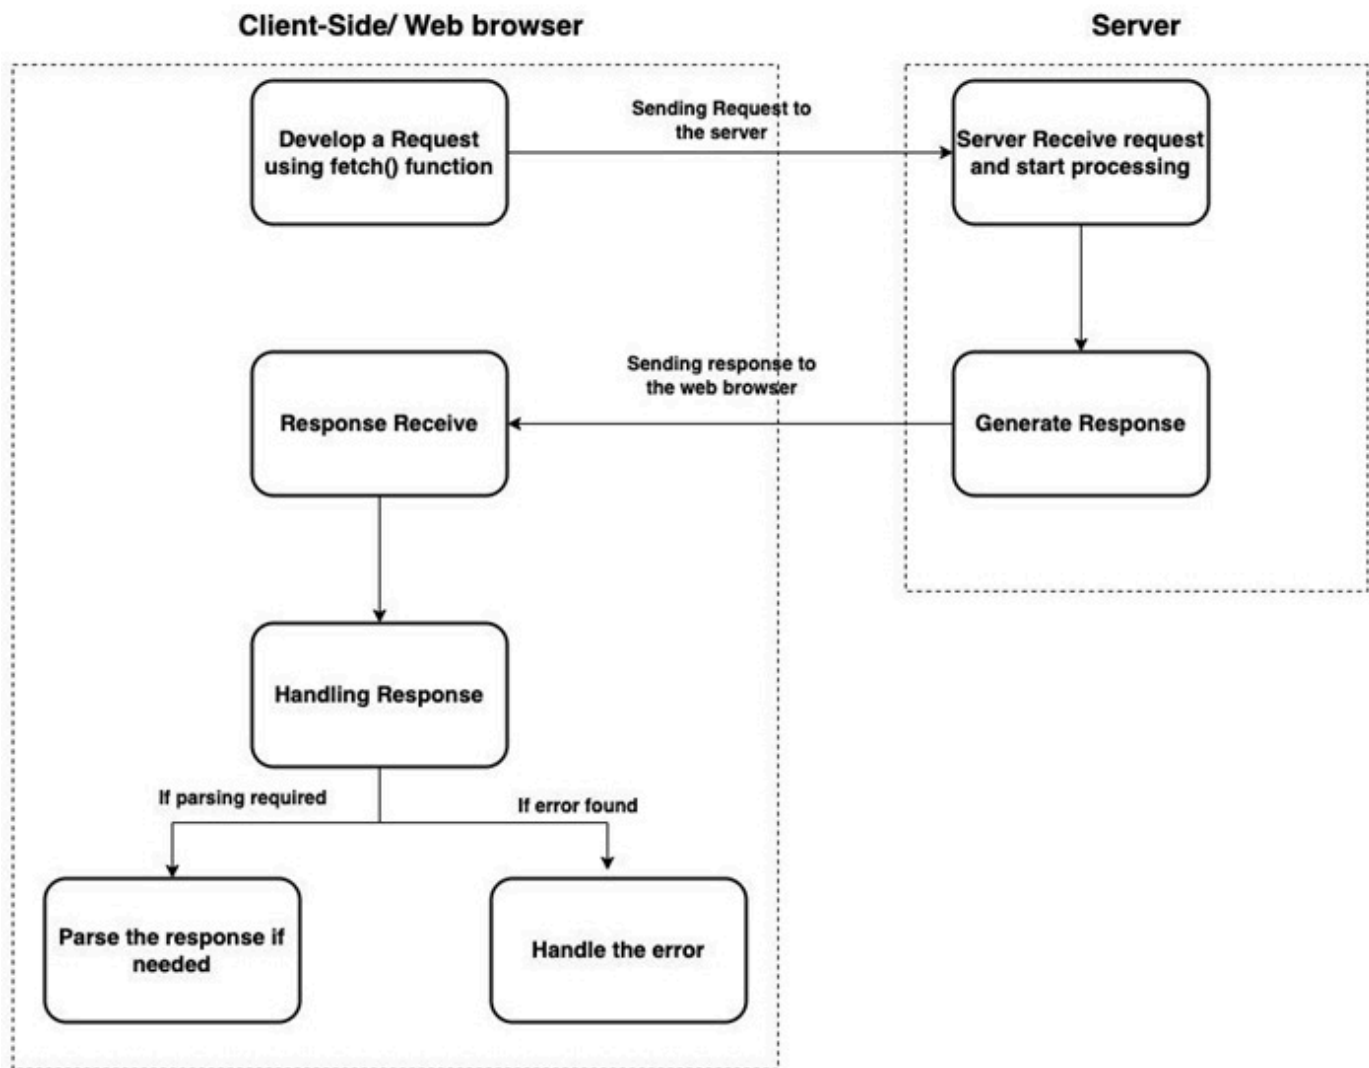 Client-Side/ Web browser
Server
Develop a Request
using fetch() function
Sending Request to
the server
Server Receive request
and start processing
Response Receive
Sending response to
the web browser
Generate Response
Handling Response
If parsing required
If error found
Parse the response if
needed
Handle the error